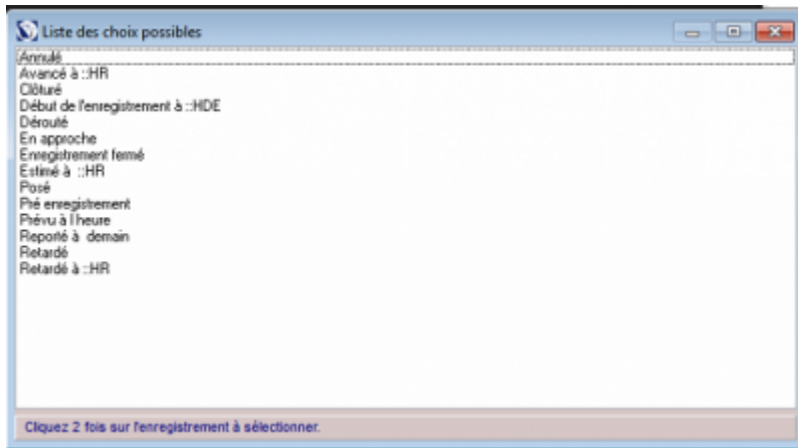 Liste des choix possibles
Annulé
Avancé à ::HR
Clôturé
Début de l'enregistrement à ::HDE
Dérouté
En approche
Enregistrement fermé
Estimé à ::HR
Posé
Pré enregistrement
Prévu à l heure
Reporté à demain
Retardé
Retardé à ::HR
Cliquez 2 fois sur l'enregistrement à sélectionner.